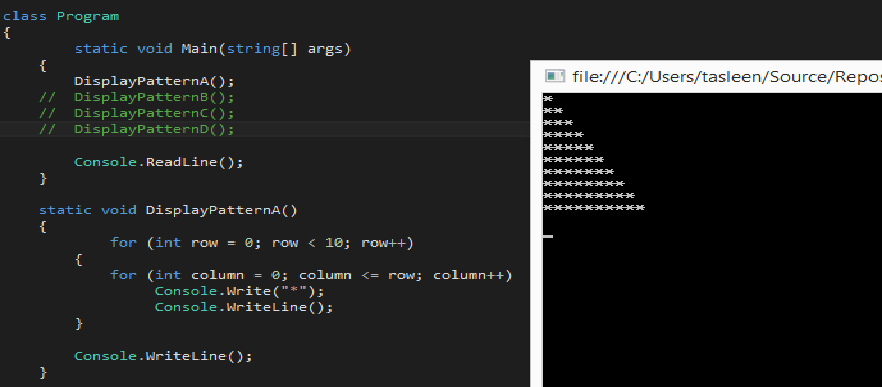 class Program
{
static void Main(string[] args)
{
DisplayPatternA();
// DisplayPatternB();
// DisplayPatternC();
// DisplayPatternD();
Console.ReadLine();
}
static void DisplayPatternA()
{
for (int row = 0; row < 10; row++)
{
for (int column = 0; column <= row; column++)
Console.Write("*");
Console.WriteLine();
}
Console.WriteLine();
}
file:///C:/Users/tasleen/Source/Repos
*
**
***
****
*****
******
*******
********
*********
**********